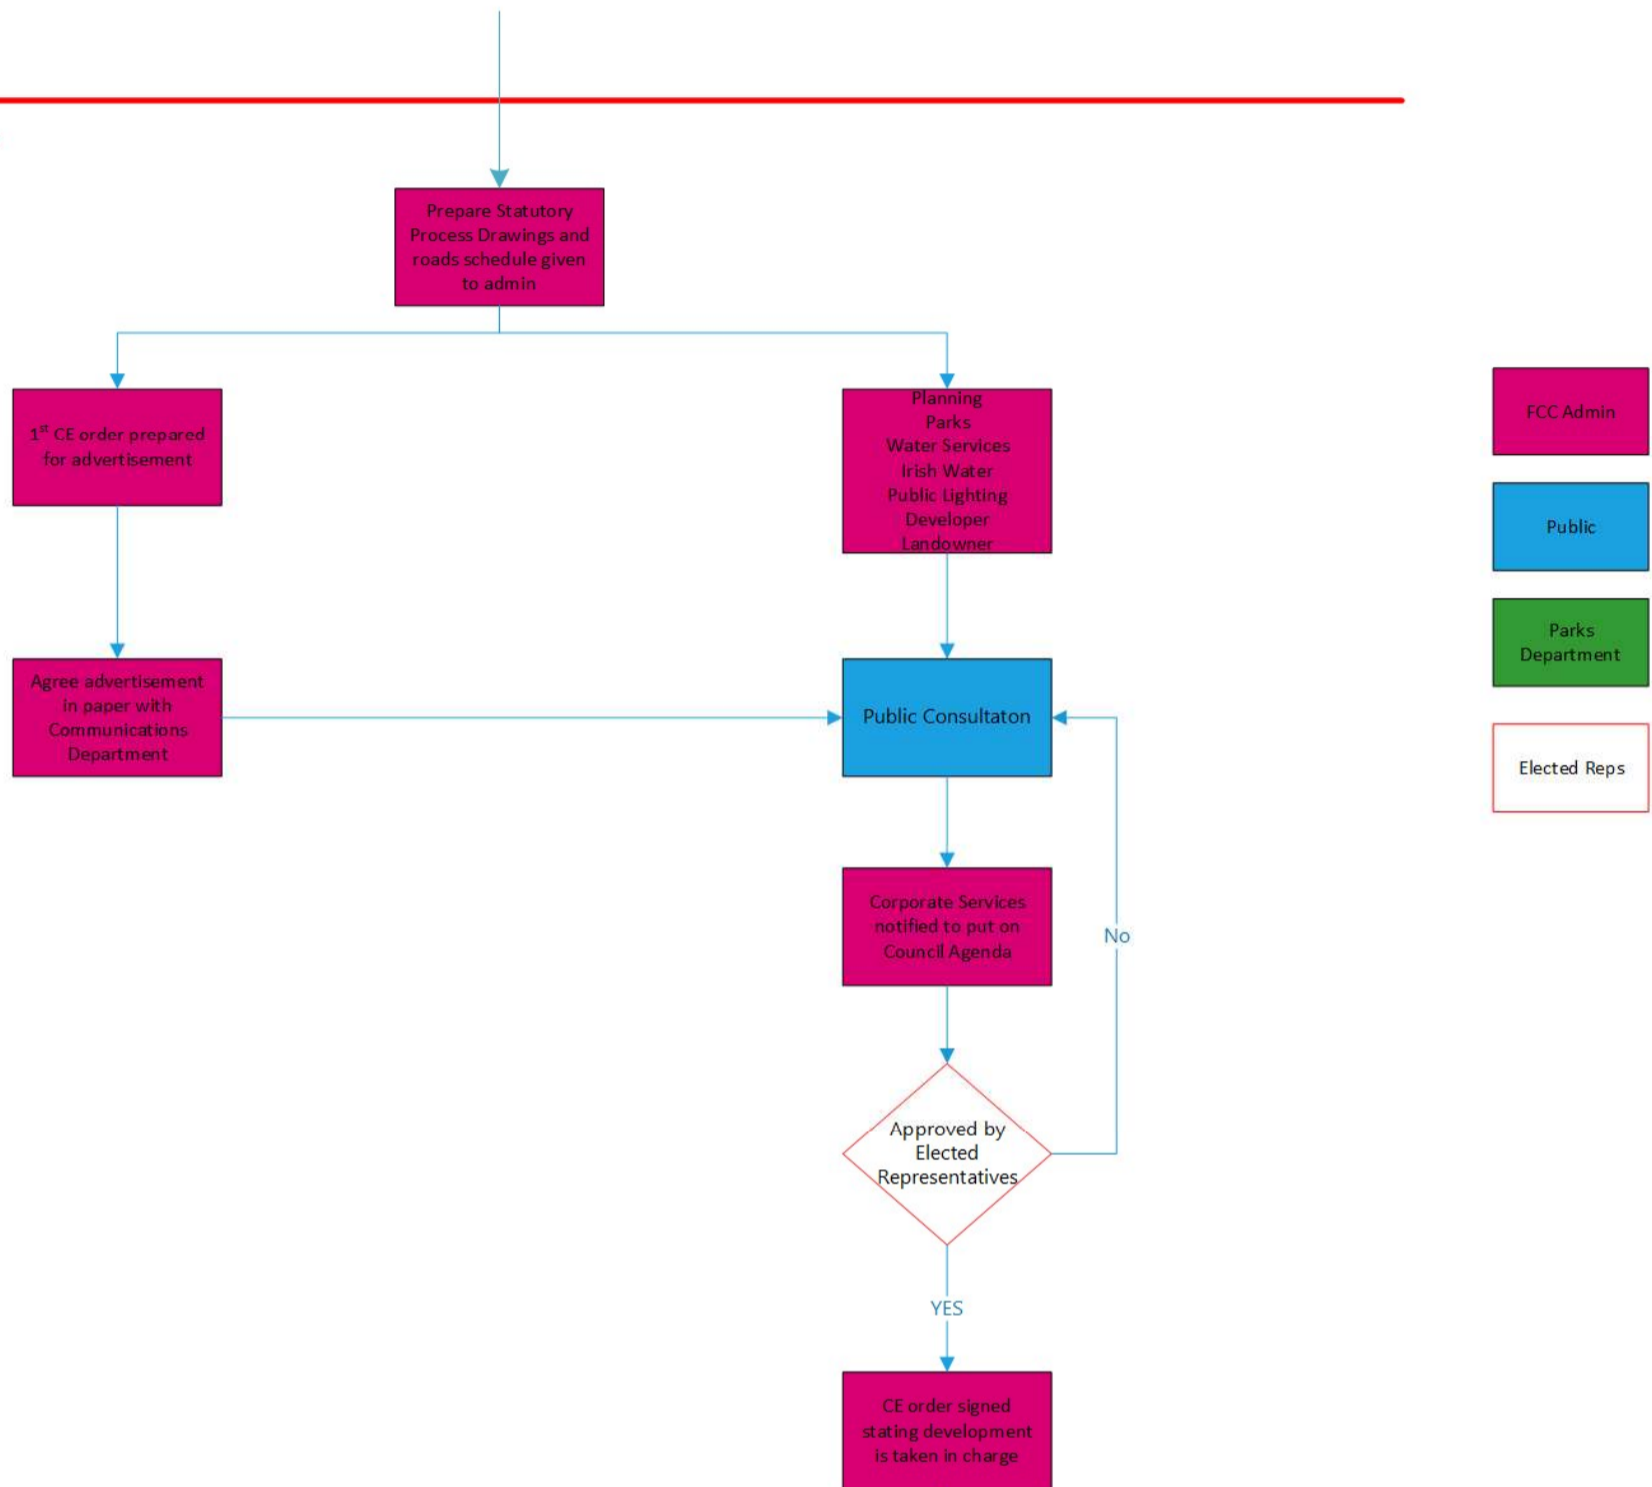 Prepare Statutory
Process Drawings and
roads schedule given
to admin
1st CE order prepared
for advertisement
Planning
Parks
Water Services
Irish Water
Public Lighting
Developer
Landowner
FCC Admin
Public
Parks
Department
Elected Reps
Agree advertisement
in paper with
Communications
Department
Public Consultaton
Corporate Services
notified to put on
Council Agenda
No
Approved by
Elected
Representatives
YES
CE order signed
stating development
is taken in charge